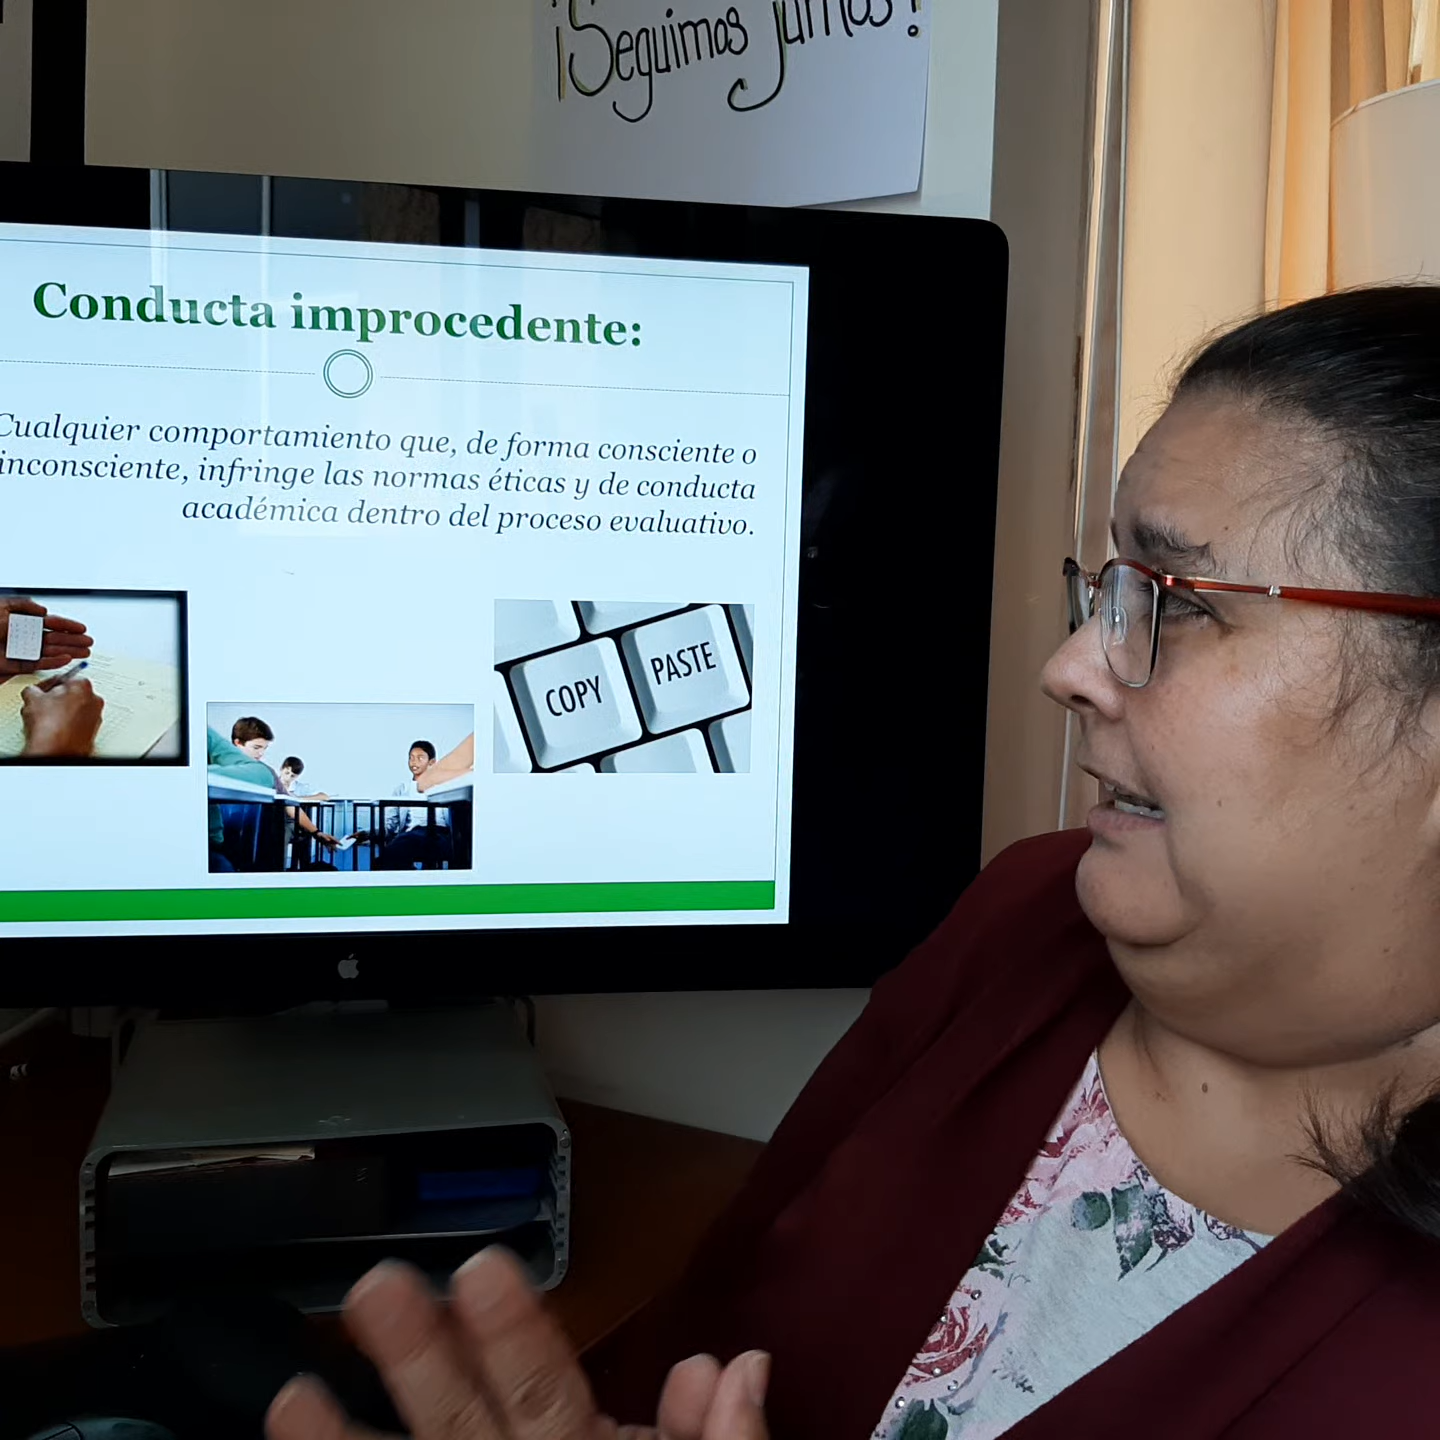 ¡Seguimos juntos!
Conducta improcedente:
Cualquier comportamiento que, de forma consciente o
inconsciente, infringe las normas éticas y de conducta
académica dentro del proceso evaluativo.
COPY
PASTE